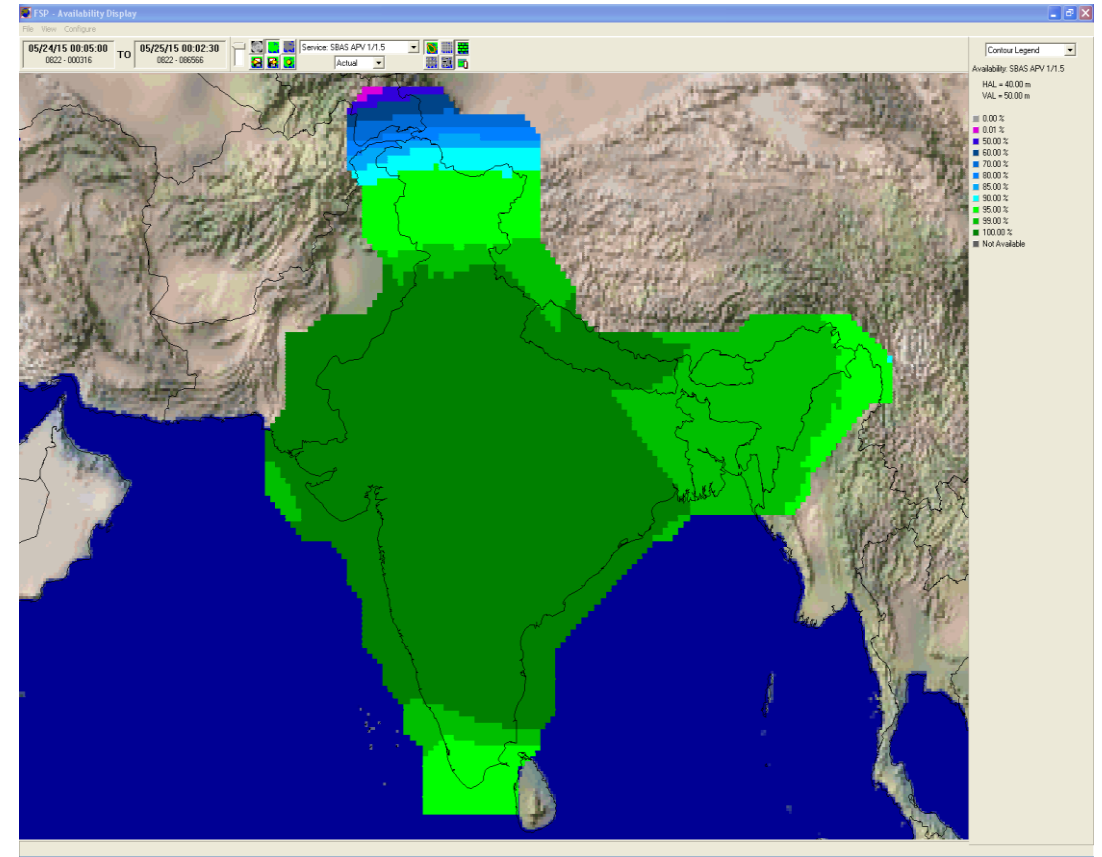 FSP - Availability Display
File View Configure
05/24/15 00:05:00 TO 05/25/15 00:02:30
0822 - 000316 0822 - 086566
Service: SBAS APV 1/1.5
Actual
Contour Legend
Availability: SBAS APV 1/1.5
HAL = 40.00 m
VAL = 50.00 m
0.00 %
0.01 %
50.00 %
60.00 %
70.00 %
80.00 %
85.00 %
90.00 %
95.00 %
99.00 %
100.00 %
Not Available